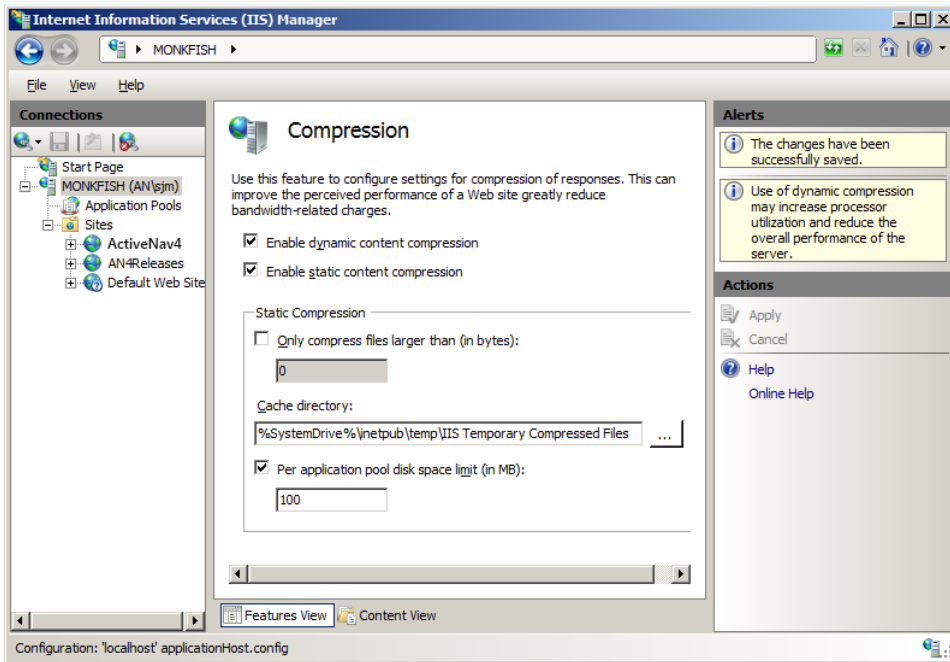 Internet Information Services (IIS) Manager
MONKFISH
File View Help
Connections
Start Page
MONKFISH (AN\sjm)
Application Pools
Sites
ActiveNav4
AN4Releases
Default Web Site
Compression
Use this feature to configure settings for compression of responses. This can
improve the perceived performance of a Web site greatly reduce
bandwidth-related charges.
Enable dynamic content compression
Enable static content compression
Static Compression
Only compress files larger than (in bytes):
0
Cache directory:
%SystemDrive%\inetpub\temp\IIS Temporary Compressed Files
...
Per application pool disk space limit (in MB):
100
Features View
Content View
Alerts
The changes have been
successfully saved.
Use of dynamic compression
may increase processor
utilization and reduce the
overall performance of the
server.
Actions
Apply
Cancel
Help
Online Help
Configuration: 'localhost' applicationHost.config